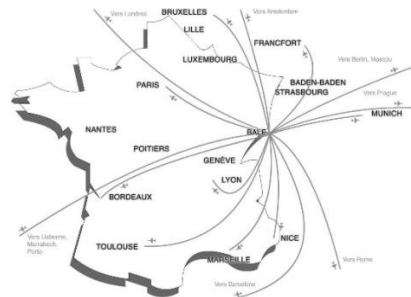 Vers Londres
BRUXELLES
Vers Amsterdam
LILLE
FRANCFORT
LUXEMBOURG
Vers Berlin, Moscou
PARIS
BADEN-BADEN
STRASBOURG
Vers Prague
MUNICH
NANTES
BALE
POITIERS
GENÈVE
LYON
BORDEAUX
Vers Lisbonne,
Marrakech,
Porto
TOULOUSE
NICE
MARSEILLE
Vers Rome
Vers Barcelone